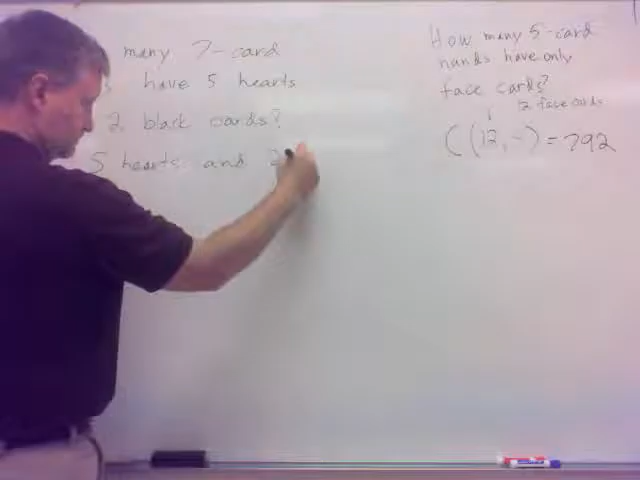 many 7-card
have 5 hearts
2 black cards?
5 hearts and 2
How many 5-card
hands have only
face cards?
12 face cards
C(12, 5) = 792